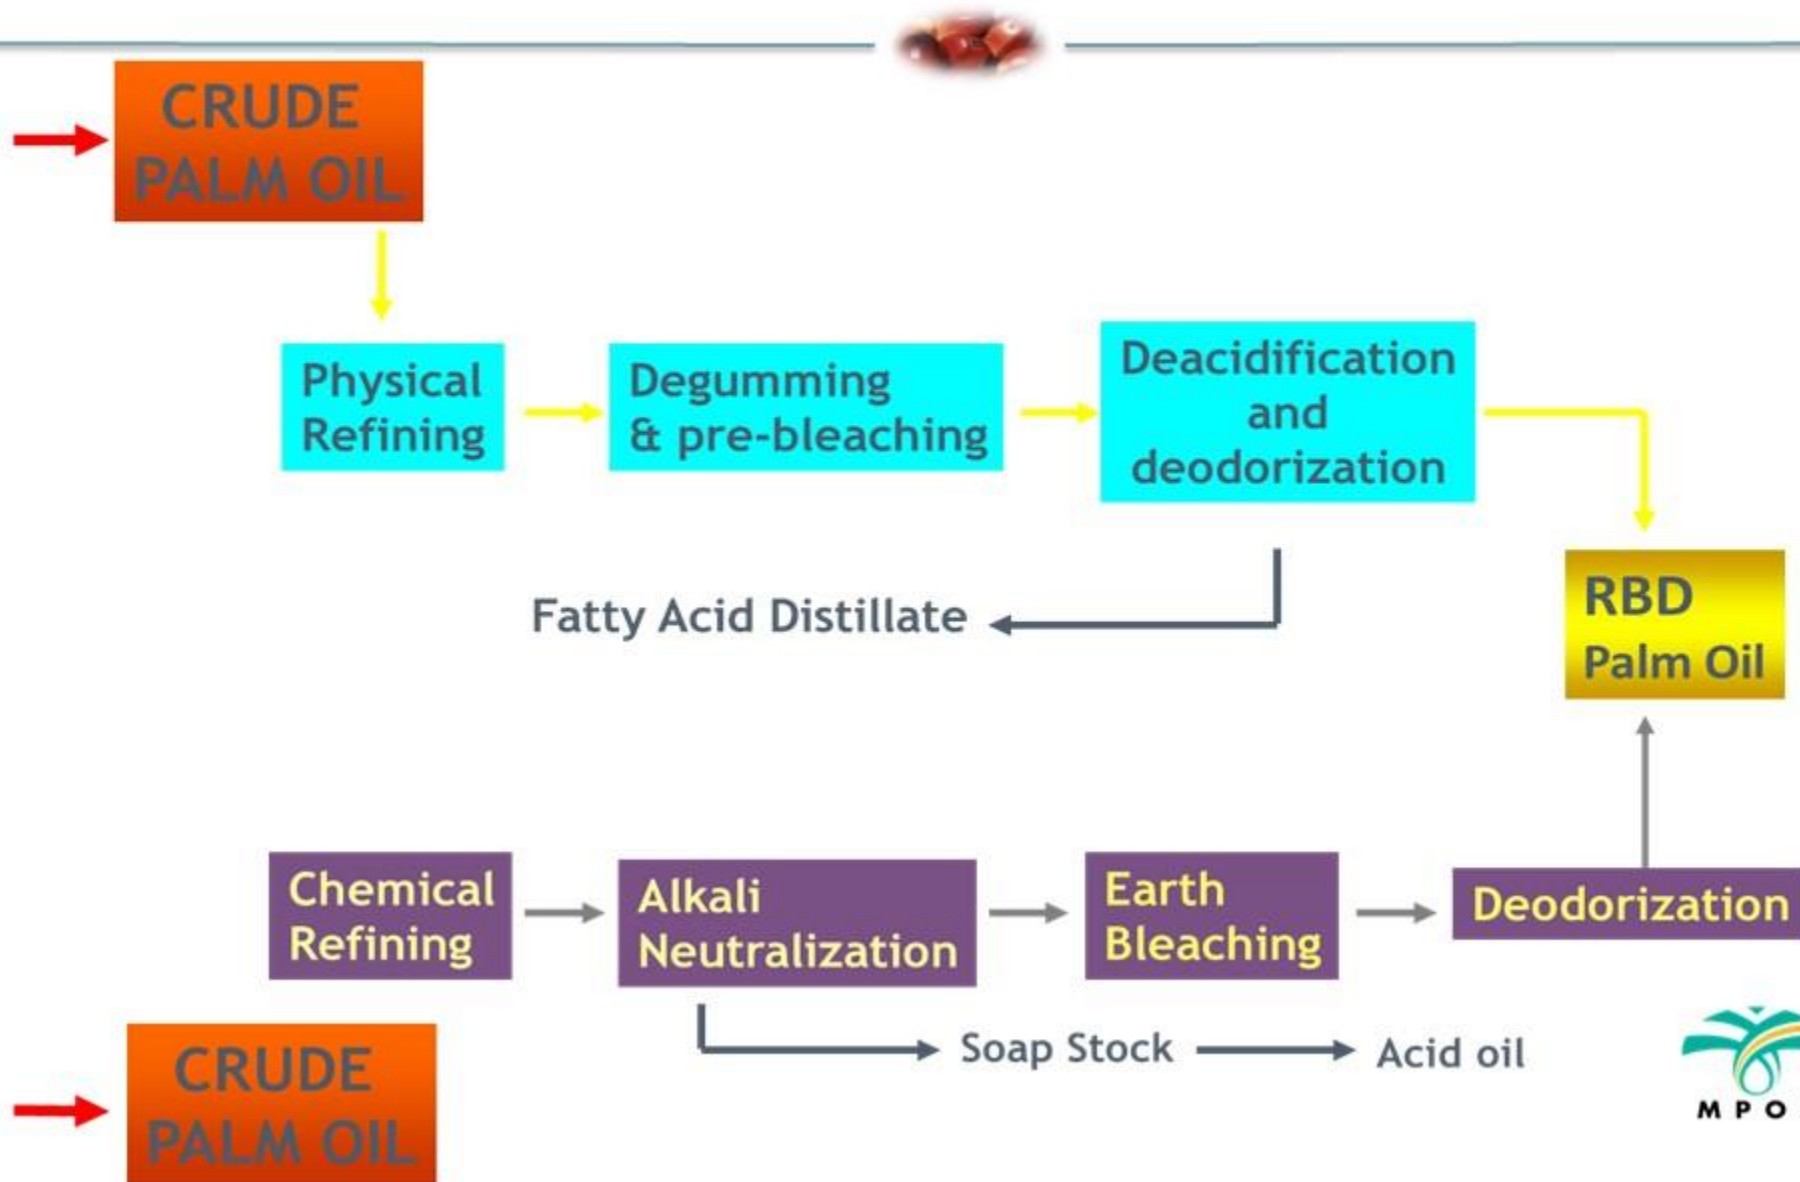 CRUDE
PALM OIL
Physical
Refining
Degumming
& pre-bleaching
Deacidification
and
deodorization
Fatty Acid Distillate
RBD
Palm Oil
Chemical
Refining
Alkali
Neutralization
Earth
Bleaching
Deodorization
Soap Stock
Acid oil
CRUDE
PALM OIL
M P O